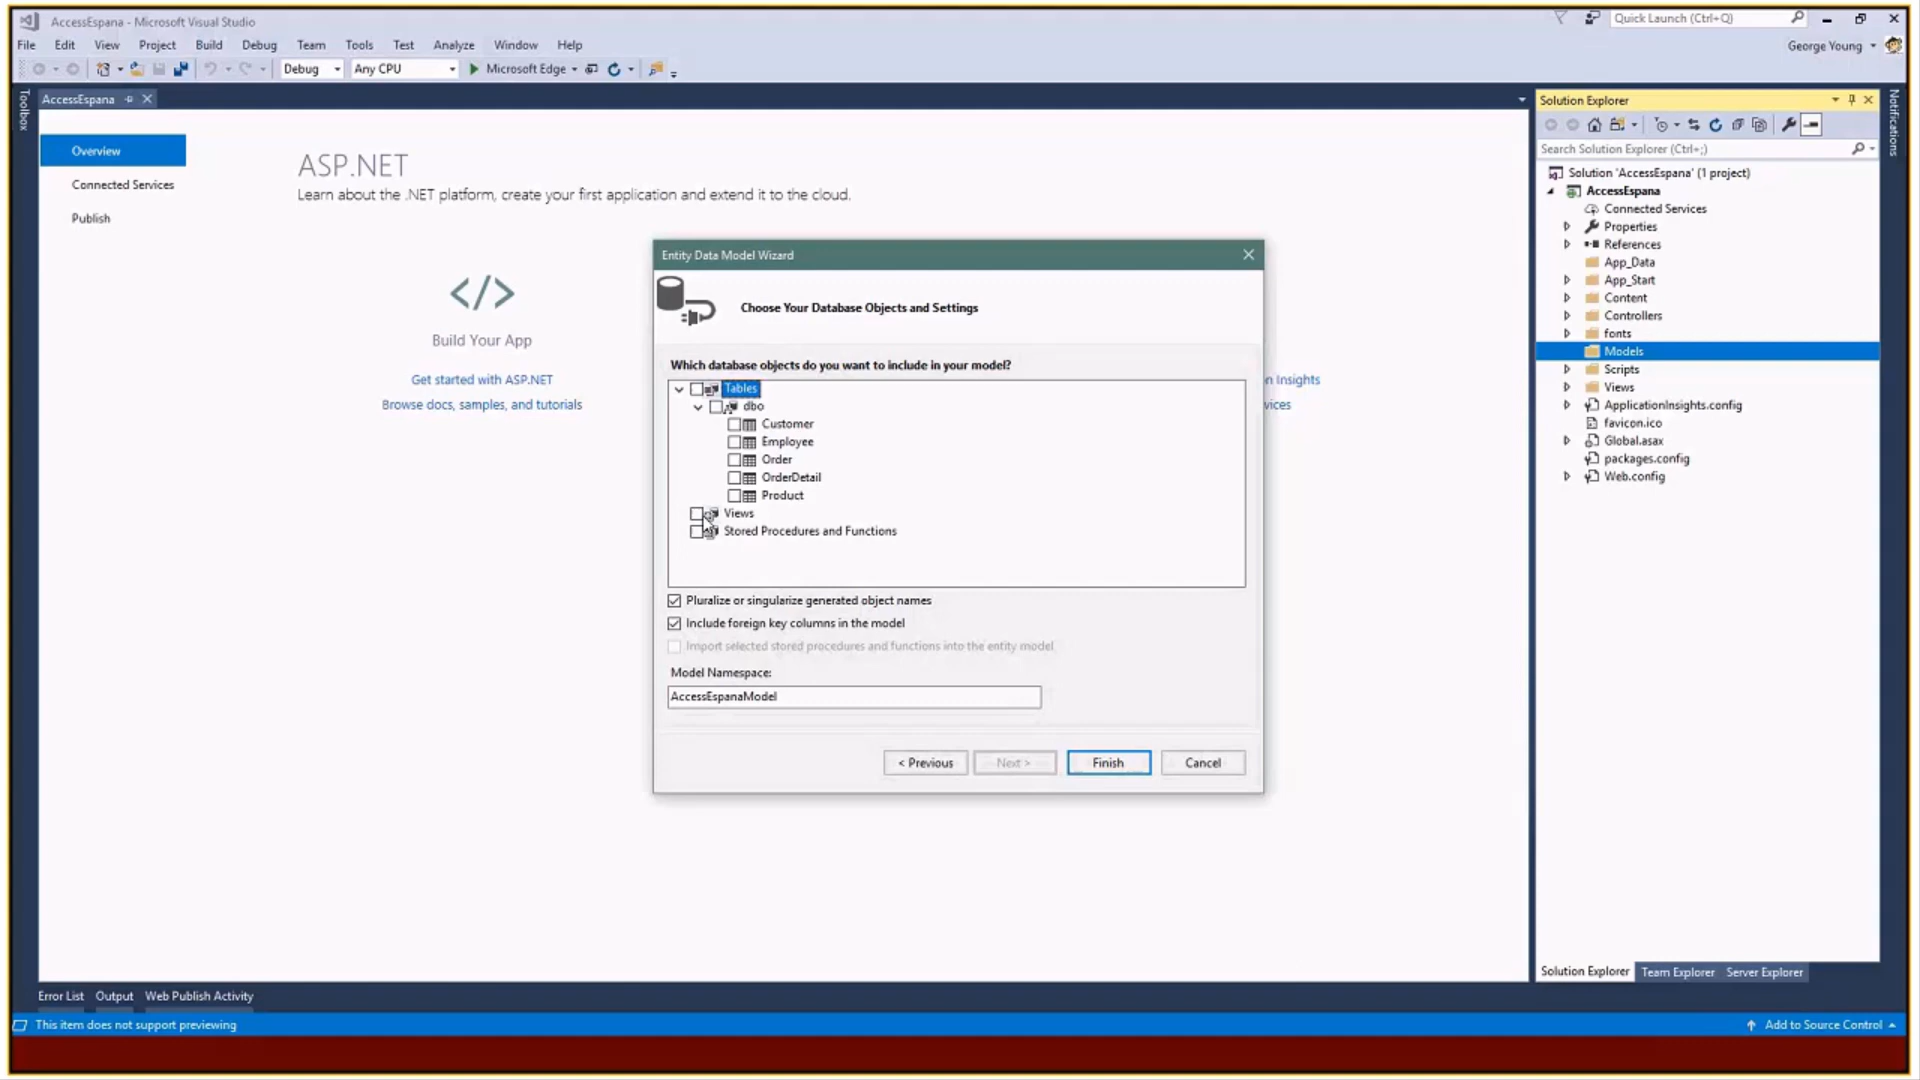 AccessEspana - Microsoft Visual Studio
Quick Launch (Ctrl+Q)
File Edit View Project Build Debug Team Tools Test Analyze Window Help
George Young
Debug Any CPU Microsoft Edge
Toolbox
AccessEspana
Overview
Connected Services
Publish
ASP.NET
Learn about the .NET platform, create your first application and extend it to the cloud.
</>
Build Your App
Get started with ASP.NET
Browse docs, samples, and tutorials
n Insights
vices
Entity Data Model Wizard
Choose Your Database Objects and Settings
Which database objects do you want to include in your model?
Tables
dbo
Customer
Employee
Order
OrderDetail
Product
Views
Stored Procedures and Functions
Pluralize or singularize generated object names
Include foreign key columns in the model
Import selected stored procedures and functions into the entity model
Model Namespace:
AccessEspanaModel
< Previous Next > Finish Cancel
Solution Explorer
Search Solution Explorer (Ctrl+;)
Solution 'AccessEspana' (1 project)
AccessEspana
Connected Services
Properties
References
App_Data
App_Start
Content
Controllers
fonts
Models
Scripts
Views
ApplicationInsights.config
favicon.ico
Global.asax
packages.config
Web.config
Solution Explorer Team Explorer Server Explorer
Notifications
Error List Output Web Publish Activity
This item does not support previewing
Add to Source Control